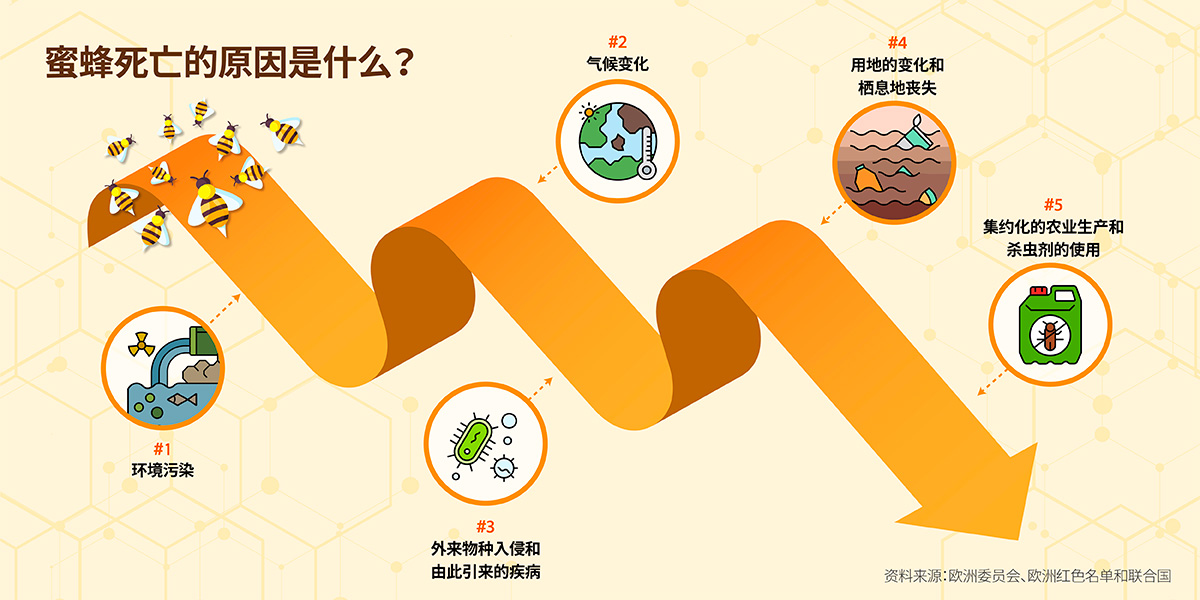 蜜蜂死亡的原因是什么？
#1
环境污染
#2
气候变化
#3
外来物种入侵和
由此引来的疾病
#4
用地的变化和
栖息地丧失
#5
集约化的农业生产和
杀虫剂的使用
资料来源：欧洲委员会、欧洲红色名单和联合国